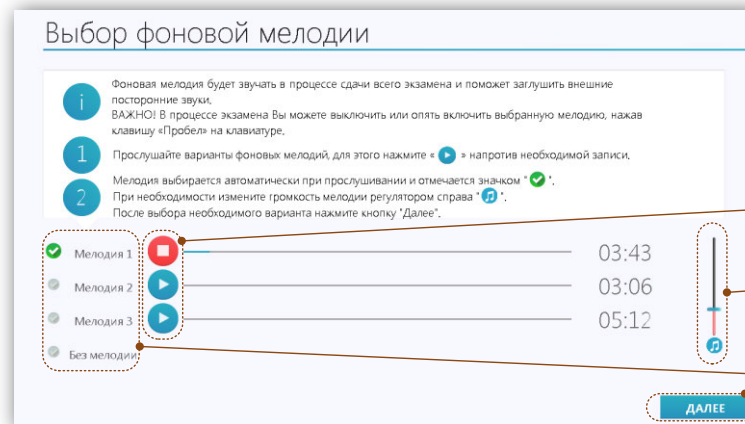 Выбор фоновой мелодии
i
Фоновая мелодия будет звучать в процессе сдачи всего экзамена и поможет заглушить внешние
посторонние звуки.
ВАЖНО! В процессе экзамена Вы можете выключить или опять включить выбранную мелодию, нажав
клавишу «Пробел» на клавиатуре.
1
Прослушайте варианты фоновых мелодий, для этого нажмите « » напротив необходимой записи.
2
Мелодия выбирается автоматически при прослушивании и отмечается значком " ".
При необходимости измените громкость мелодии регулятором справа " ".
После выбора необходимого варианта нажмите кнопку "Далее".
Мелодия 1 03:43
Мелодия 2 03:06
Мелодия 3 05:12
Без мелодии
ДАЛЕЕ